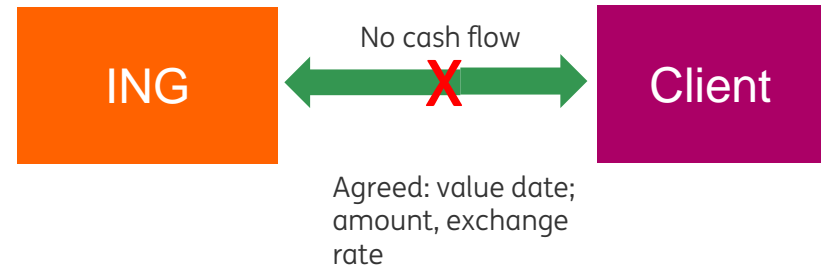 No cash flow
ING
X
Client
Agreed: value date;
amount, exchange
rate